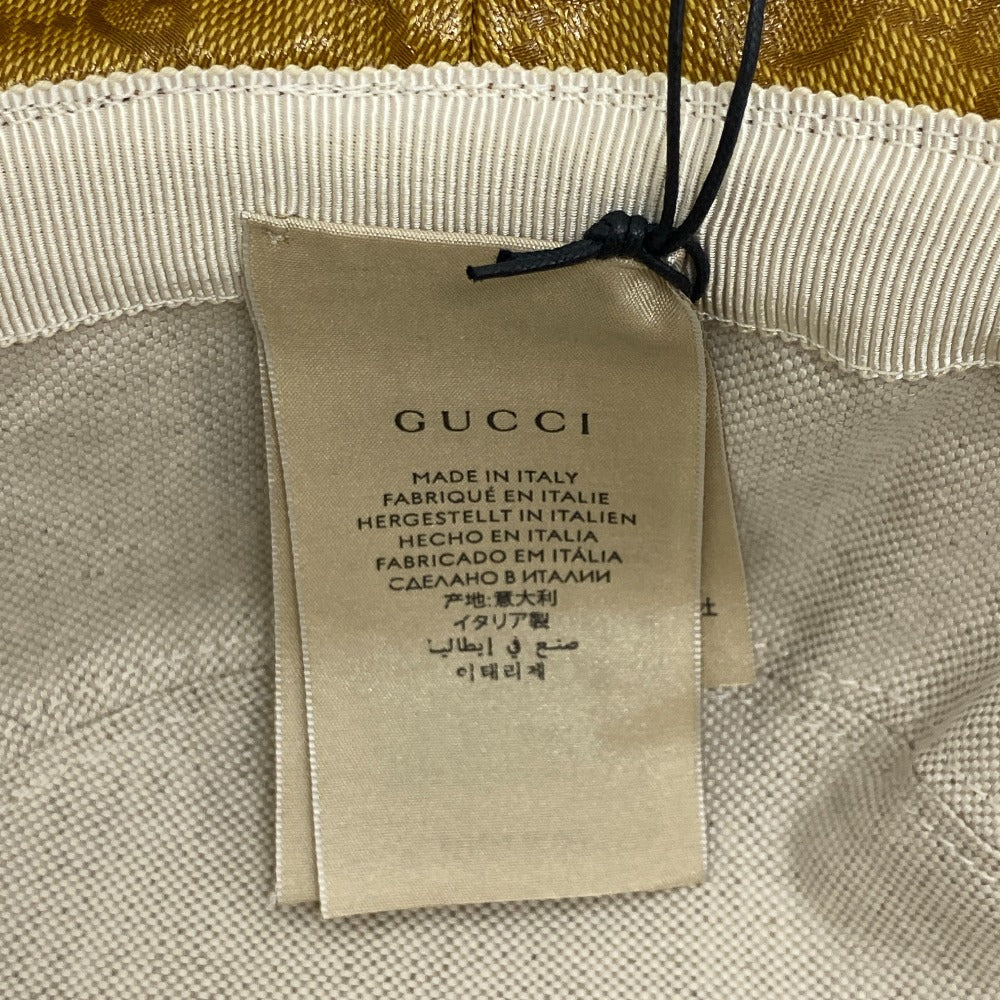 GUCCI
MADE IN ITALY
FABRIQUÉ EN ITALIE
HERGESTELLT IN ITALIEN
HECHO EN ITALIA
FABRICADO EM ITÁLIA
СДЕЛАНО В ИТАЛИИ
产地:意大利
イタリア製
صنع في إيطاليا
이태리제
社